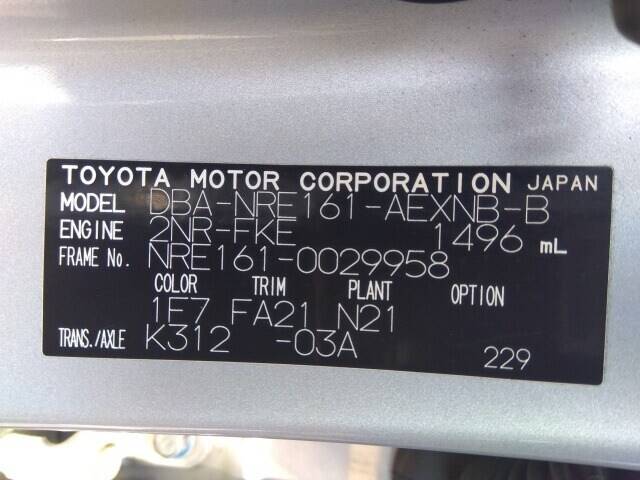 TOYOTA MOTOR CORPORATION JAPAN
MODEL DBA-NRE161-AEXNB-B
ENGINE 2NR-FKE 1496 mL
FRAME No. NRE161-0029958
COLOR TRIM PLANT OPTION
1E7 FA21 N21
TRANS./AXLE K312 -03A
229